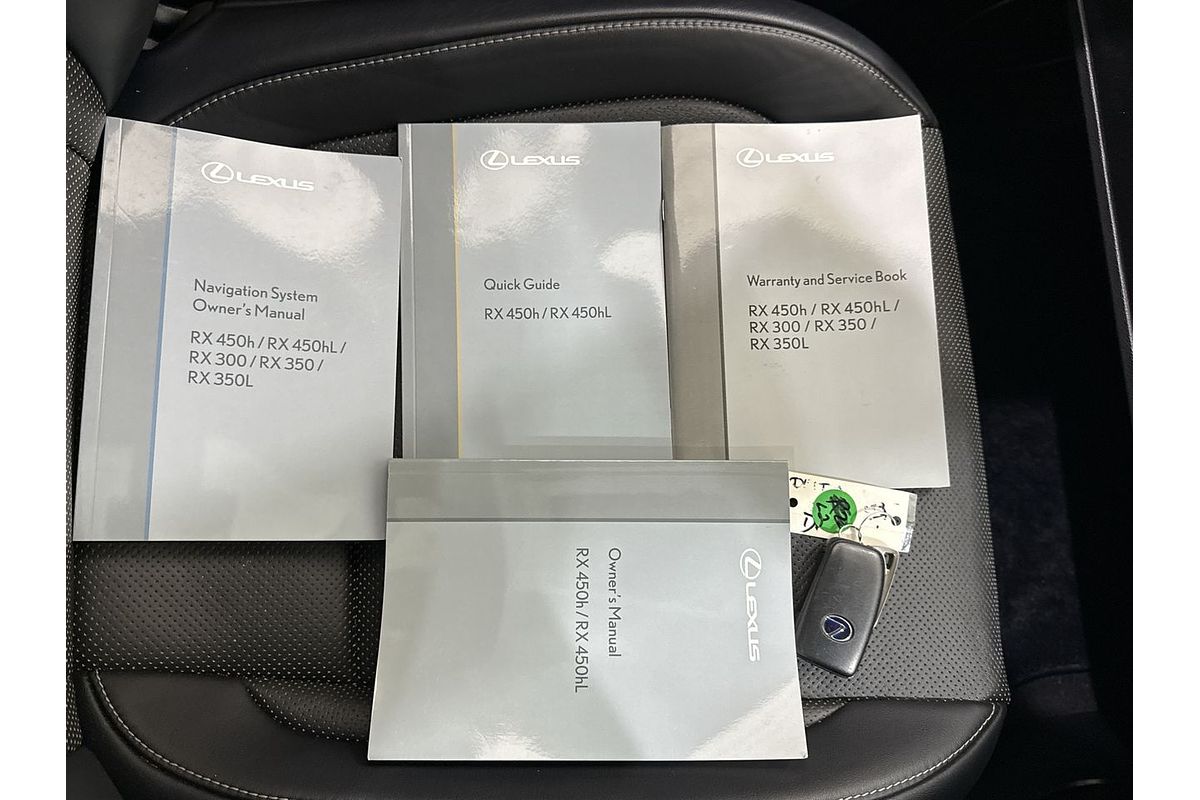 LEXUS
Navigation System
Owner's Manual
RX 450h / RX 450hL /
RX 300 / RX 350 /
RX 350L
LEXUS
Quick Guide
RX 450h / RX 450hL
LEXUS
Warranty and Service Book
RX 450h / RX 450hL /
RX 300 / RX 350 /
RX 350L
LEXUS
Owner's Manual
RX 450h / RX 450hL